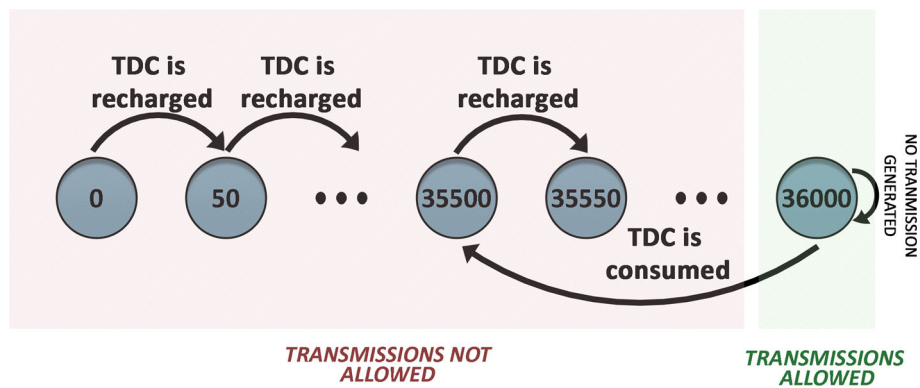 TDC is
recharged
TDC is
recharged
TDC is
recharged
0
50
35500
35550
36000
NO TRANMISSION
GENERATED
TDC is
consumed
TRANSMISSIONS NOT
ALLOWED
TRANSMISSIONS
ALLOWED